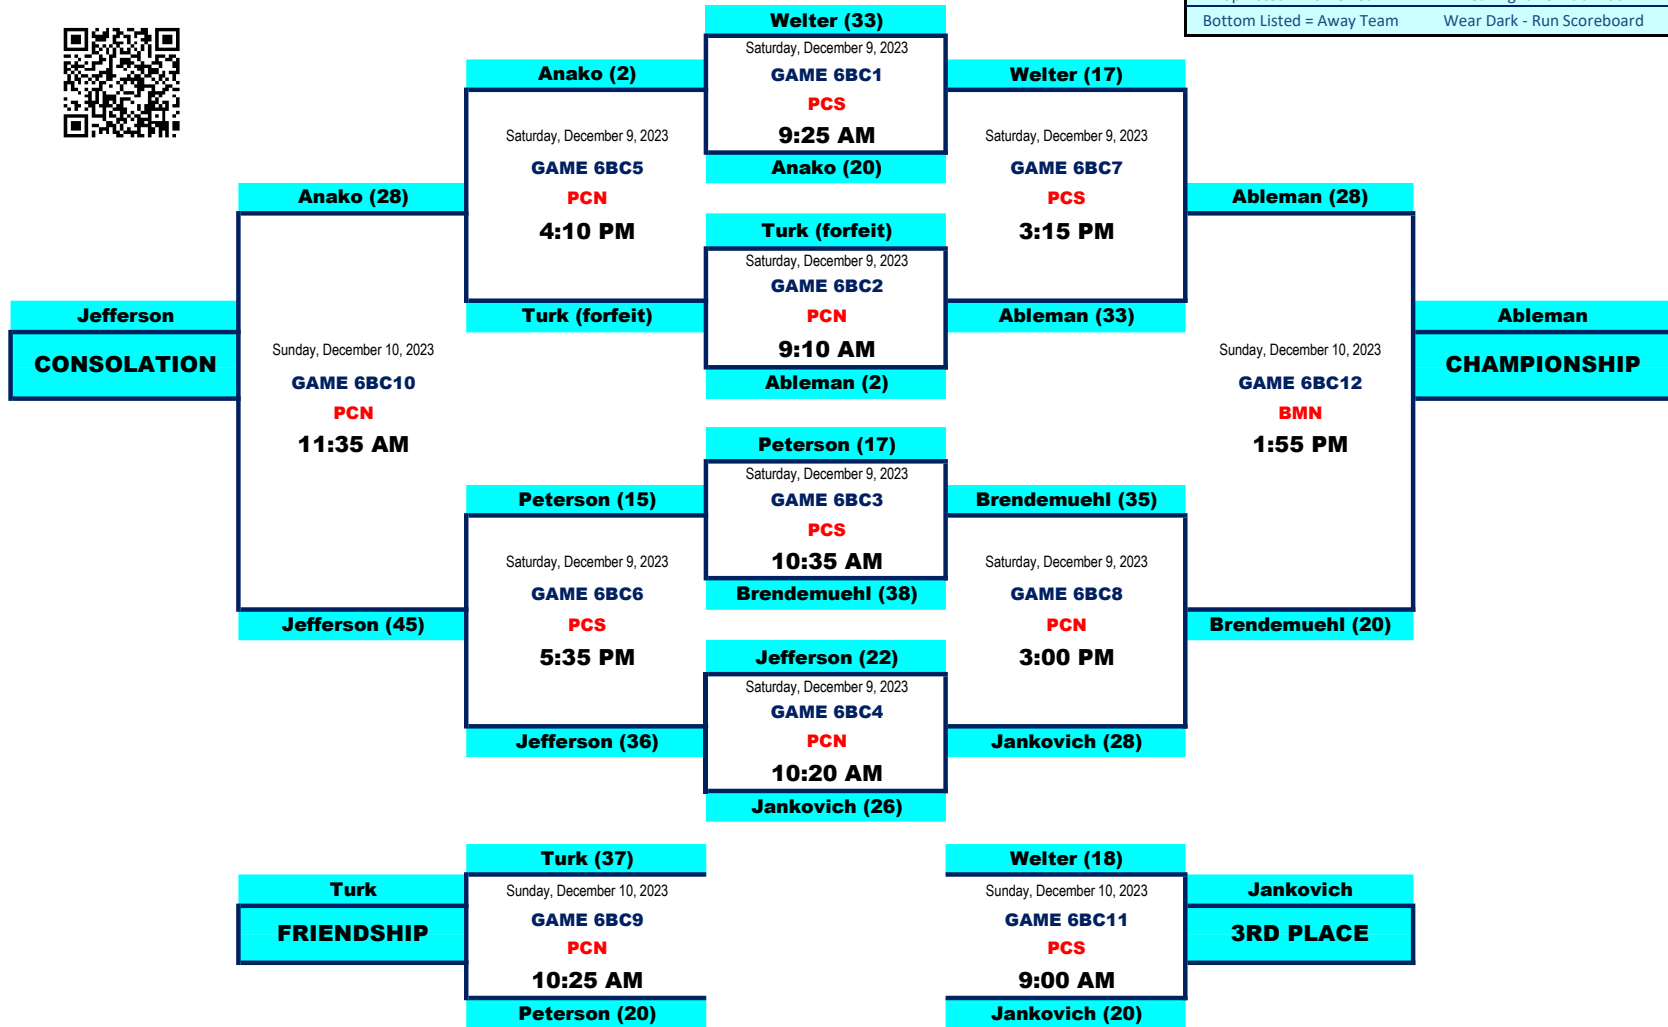 Bottom Listed = Away Team Wear Dark - Run Scoreboard
Welter (33)
Saturday, December 9, 2023
GAME 6BC1
PCS
9:25 AM
Anako (20)
Anako (2)
Saturday, December 9, 2023
GAME 6BC5
PCN
4:10 PM
Turk (forfeit)
Welter (17)
Saturday, December 9, 2023
GAME 6BC7
PCS
3:15 PM
Ableman (33)
Turk (forfeit)
Saturday, December 9, 2023
GAME 6BC2
PCN
9:10 AM
Ableman (2)
Anako (28)
Sunday, December 10, 2023
GAME 6BC10
PCN
11:35 AM
Jefferson (45)
Jefferson
CONSOLATION
Ableman (28)
Sunday, December 10, 2023
GAME 6BC12
BMN
1:55 PM
Brendemuehl (20)
Ableman
CHAMPIONSHIP
Peterson (17)
Saturday, December 9, 2023
GAME 6BC3
PCS
10:35 AM
Brendemuehl (38)
Peterson (15)
Saturday, December 9, 2023
GAME 6BC6
PCS
5:35 PM
Jefferson (36)
Brendemuehl (35)
Saturday, December 9, 2023
GAME 6BC8
PCN
3:00 PM
Jankovich (28)
Jefferson (22)
Saturday, December 9, 2023
GAME 6BC4
PCN
10:20 AM
Jankovich (26)
Turk (37)
Sunday, December 10, 2023
GAME 6BC9
PCN
10:25 AM
Peterson (20)
Turk
FRIENDSHIP
Welter (18)
Sunday, December 10, 2023
GAME 6BC11
PCS
9:00 AM
Jankovich (20)
Jankovich
3RD PLACE